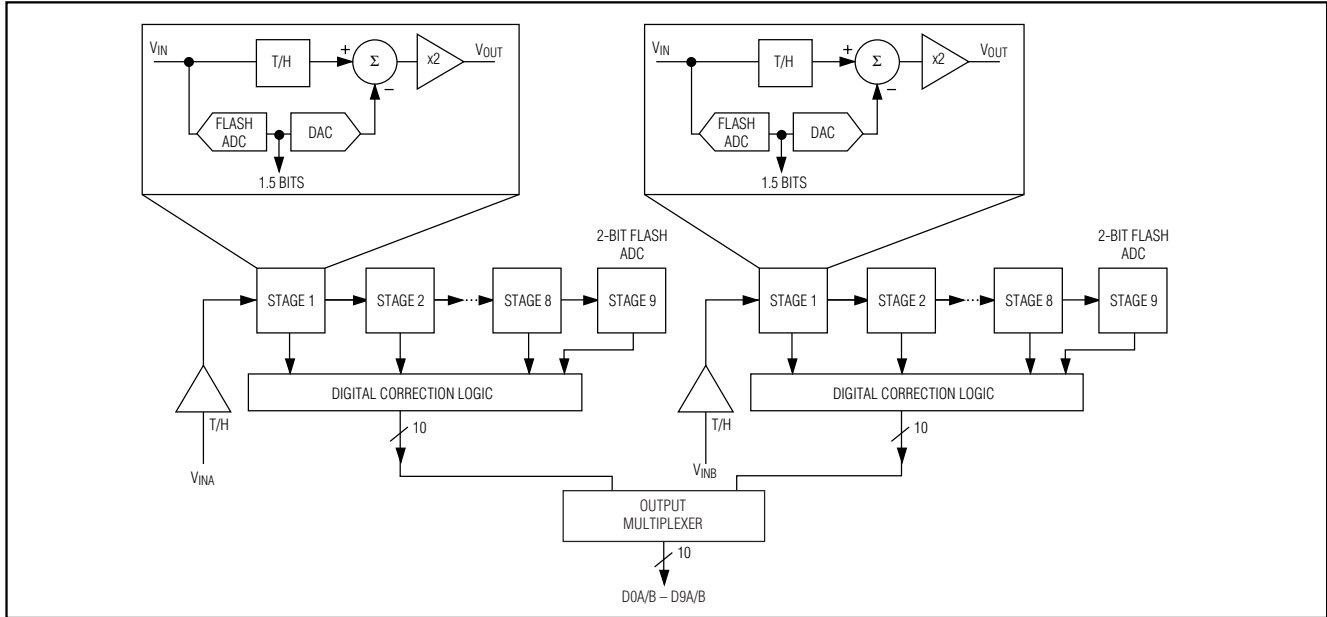 VIN
T/H
+
Σ
−
x2
VOUT
FLASH
ADC
DAC
1.5 BITS
VIN
T/H
+
Σ
−
x2
VOUT
FLASH
ADC
DAC
1.5 BITS
2-BIT FLASH
ADC
2-BIT FLASH
ADC
STAGE 1
STAGE 2
STAGE 8
STAGE 9
STAGE 1
STAGE 2
STAGE 8
STAGE 9
DIGITAL CORRECTION LOGIC
DIGITAL CORRECTION LOGIC
T/H
10
T/H
10
VINA
VINB
OUTPUT
MULTIPLEXER
10
D0A/B – D9A/B